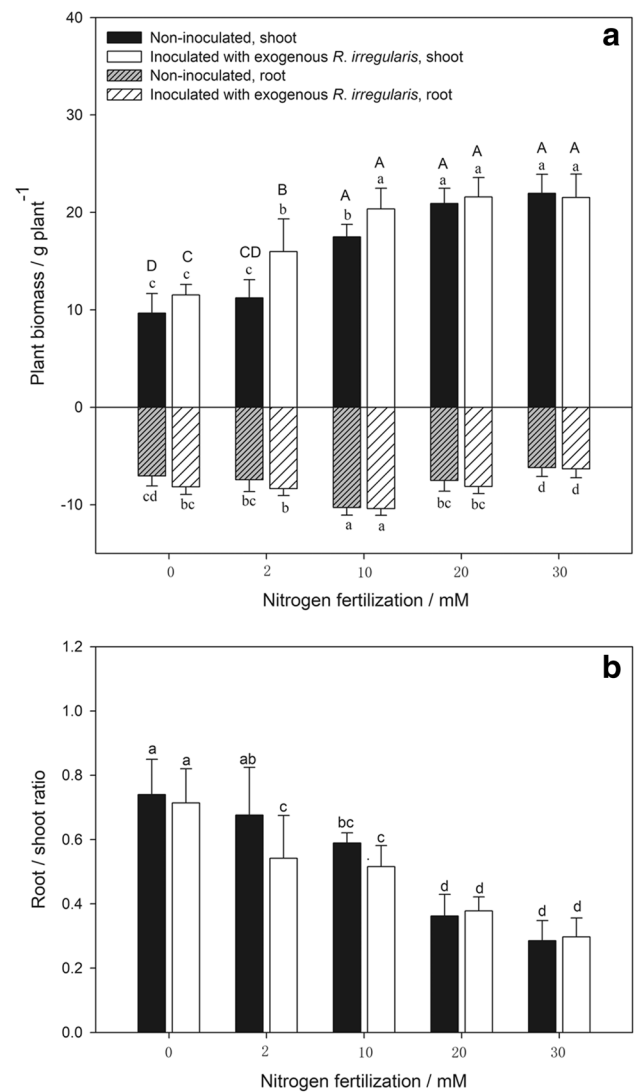 a
Non-inoculated, shoot
Inoculated with exogenous R. irregularis, shoot
Non-inoculated, root
Inoculated with exogenous R. irregularis, root
Plant biomass / g plant⁻¹
40
30
20
10
0
-10
D C CD B A A A A A A
c c c b b a a a a a
cd bc bc b a a bc bc d d
0 2 10 20 30
Nitrogen fertilization / mM
b
Root / shoot ratio
1.2
1.0
0.8
0.6
0.4
0.2
0.0
a a ab c bc c d d d d
0 2 10 20 30
Nitrogen fertilization / mM